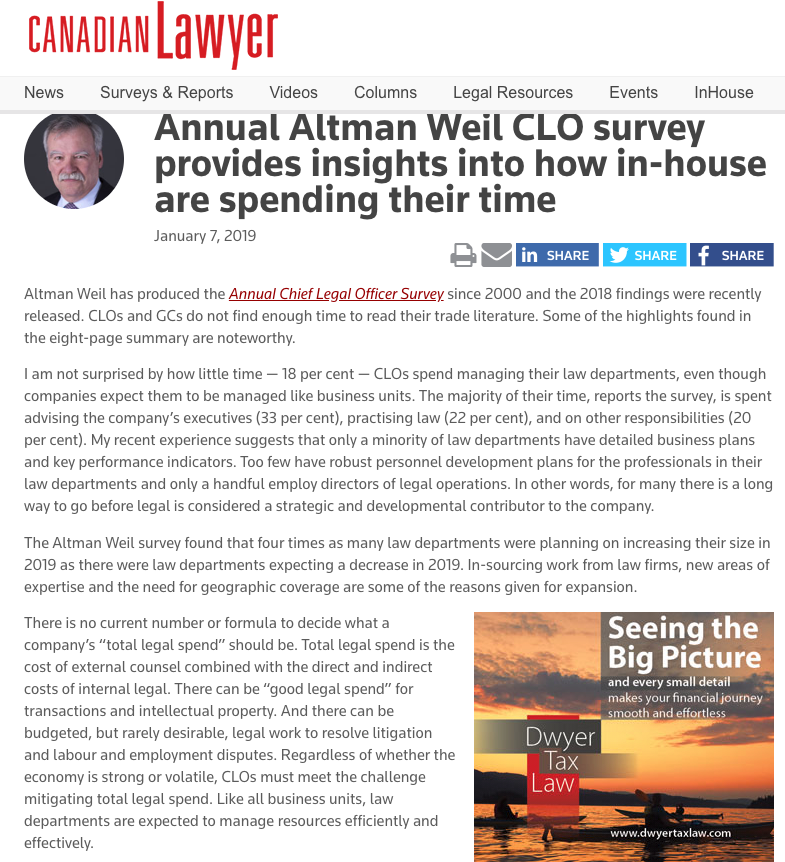 CANADIAN Lawyer
News Surveys & Reports Videos Columns Legal Resources Events InHouse
Annual Altman Weil CLO survey
provides insights into how in-house
are spending their time
January 7, 2019
in SHARE SHARE f SHARE
Altman Weil has produced the Annual Chief Legal Officer Survey since 2000 and the 2018 findings were recently
released. CLOs and GCs do not find enough time to read their trade literature. Some of the highlights found in
the eight-page summary are noteworthy.
I am not surprised by how little time — 18 per cent — CLOs spend managing their law departments, even though
companies expect them to be managed like business units. The majority of their time, reports the survey, is spent
advising the company’s executives (33 per cent), practising law (22 per cent), and on other responsibilities (20
per cent). My recent experience suggests that only a minority of law departments have detailed business plans
and key performance indicators. Too few have robust personnel development plans for the professionals in their
law departments and only a handful employ directors of legal operations. In other words, for many there is a long
way to go before legal is considered a strategic and developmental contributor to the company.
The Altman Weil survey found that four times as many law departments were planning on increasing their size in
2019 as there were law departments expecting a decrease in 2019. In-sourcing work from law firms, new areas of
expertise and the need for geographic coverage are some of the reasons given for expansion.
There is no current number or formula to decide what a
company’s “total legal spend” should be. Total legal spend is the
cost of external counsel combined with the direct and indirect
costs of internal legal. There can be “good legal spend” for
transactions and intellectual property. And there can be
budgeted, but rarely desirable, legal work to resolve litigation
and labour and employment disputes. Regardless of whether the
economy is strong or volatile, CLOs must meet the challenge
mitigating total legal spend. Like all business units, law
departments are expected to manage resources efficiently and
effectively.
Seeing the
Big Picture
and every small detail
makes your financial journey
smooth and effortless
Dwyer
Tax
Law
www.dwyertaxlaw.com